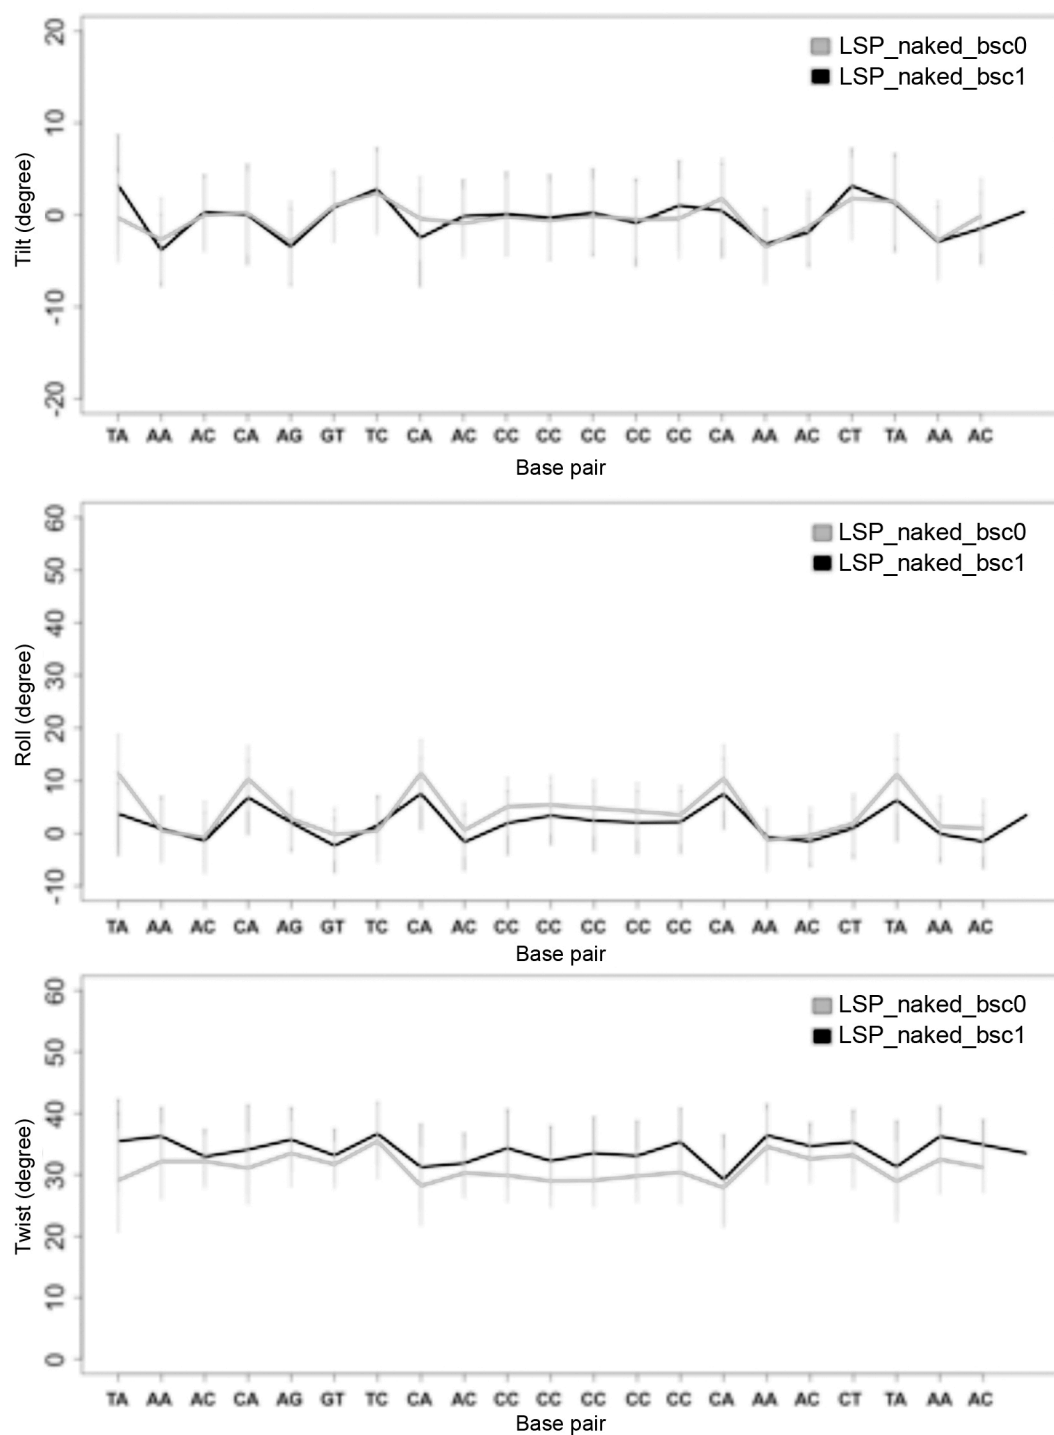 LSP_naked_bsc0
LSP_naked_bsc1
Tilt (degree)
20
10
0
-10
-20
TA AA AC CA AG GT TC CA AC CC CC CC CC CC CA AA AC CT TA AA AC
Base pair
LSP_naked_bsc0
LSP_naked_bsc1
Roll (degree)
60
50
40
30
20
10
0
-10
TA AA AC CA AG GT TC CA AC CC CC CC CC CC CA AA AC CT TA AA AC
Base pair
LSP_naked_bsc0
LSP_naked_bsc1
Twist (degree)
60
50
40
30
20
10
0
TA AA AC CA AG GT TC CA AC CC CC CC CC CC CA AA AC CT TA AA AC
Base pair